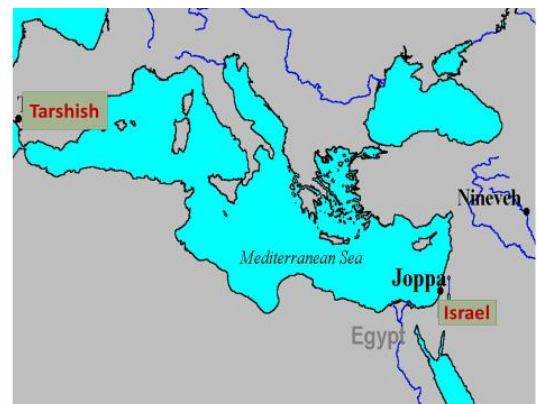 Tarshish
Nineveh
Mediterranean Sea
Joppa
Israel
Egypt